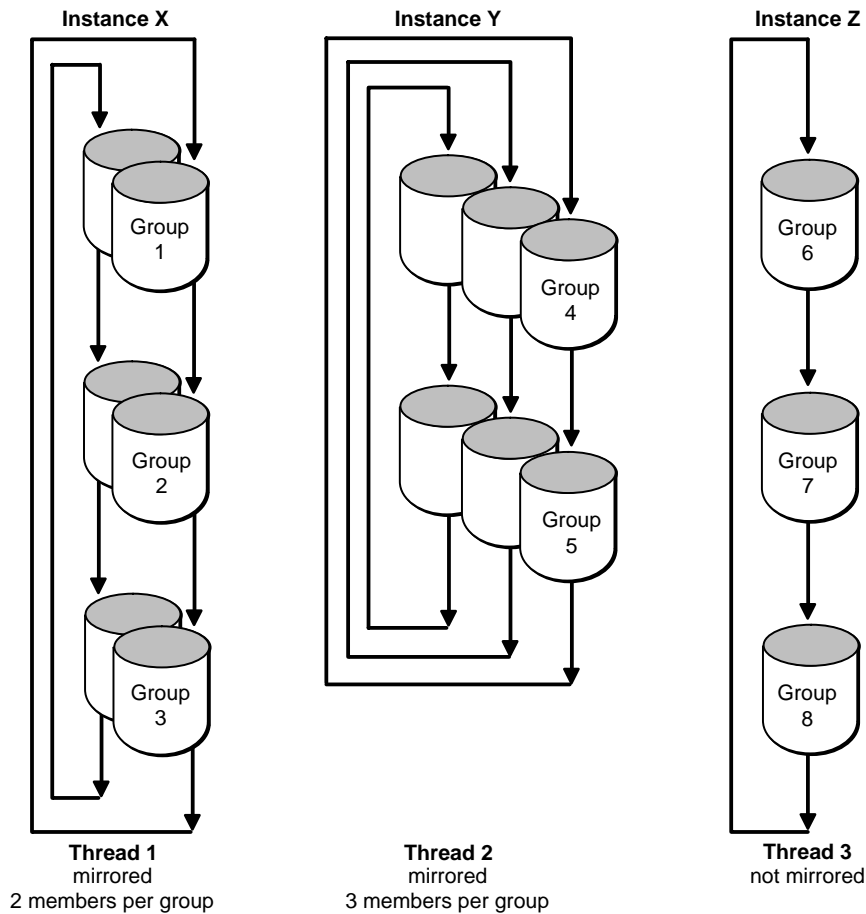 Instance X
Group
1
Group
2
Group
3
Thread 1
mirrored
2 members per group
Instance Y
Group
4
Group
5
Thread 2
mirrored
3 members per group
Instance Z
Group
6
Group
7
Group
8
Thread 3
not mirrored